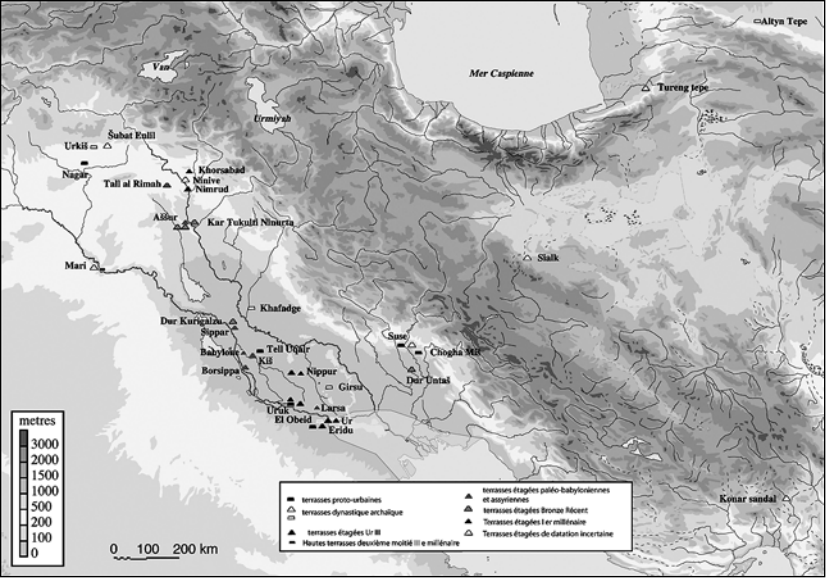 Altyn Tepe
Van
Mer Caspienne
Tureng tepe
Urmiyah
Šubat Enlil
Urkiš
Nagar
Khorsabad
Ninive
Tall al Rimah
Nimrud
Aššur
Kar Tukulti Ninurta
Sialk
Mari
Khafadge
Dur Kurigalzu
Sippar
Suse
Babylone
Tell Uqair
Chogha Miš
Kiš
Borsippa
Nippur
Dur Untaš
Girsu
Uruk
Larsa
El Obeid
Ur
Eridu
Konar sandal
metres
3000
2000
1500
1000
500
200
100
0
0 100 200 km
terrasses proto-urbaines
terrasses dynastique archaïque
terrasses étagées Ur III
Hautes terrasses deuxième moitié III e millénaire
terrasses étagées paléo-babyloniennes
et assyriennes
terrasses étagées Bronze Récent
Terrasses étagées I er millénaire
Terrasses étagées de datation incertaine